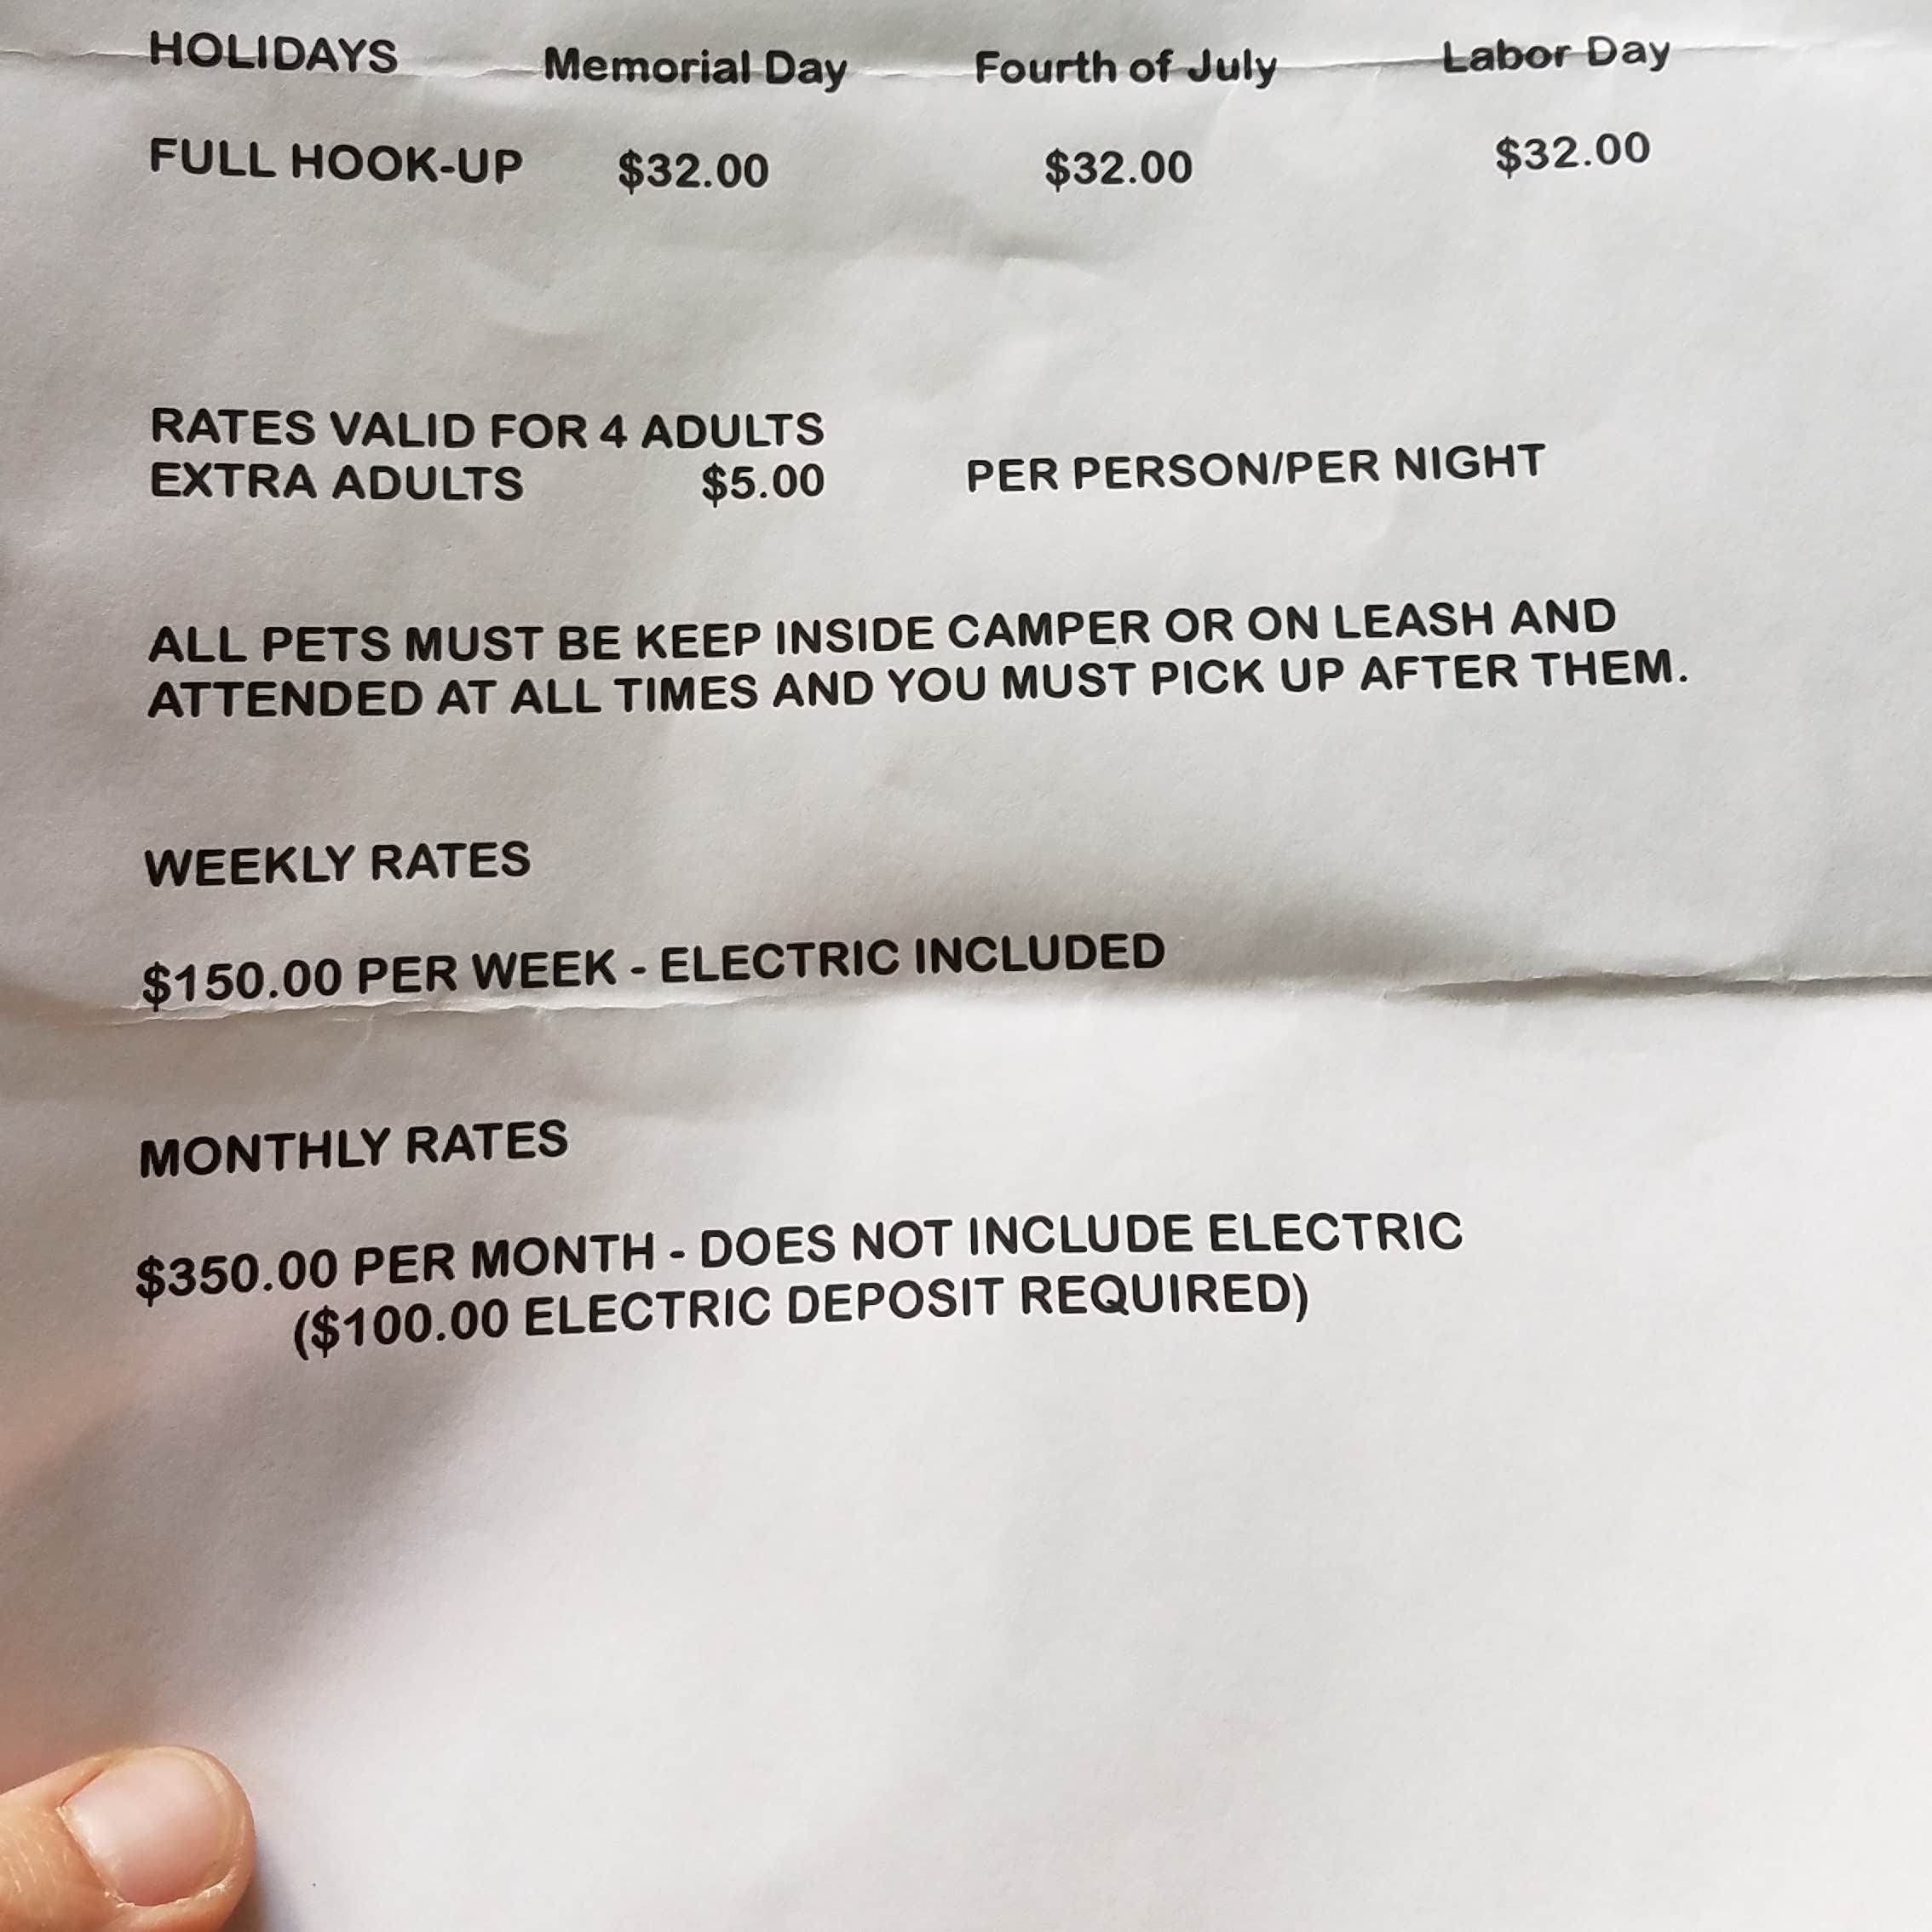 HOLIDAYS Memorial Day Fourth of July Labor Day
FULL HOOK-UP $32.00 $32.00 $32.00
RATES VALID FOR 4 ADULTS
EXTRA ADULTS $5.00 PER PERSON/PER NIGHT
ALL PETS MUST BE KEEP INSIDE CAMPER OR ON LEASH AND
ATTENDED AT ALL TIMES AND YOU MUST PICK UP AFTER THEM.
WEEKLY RATES
$150.00 PER WEEK - ELECTRIC INCLUDED
MONTHLY RATES
$350.00 PER MONTH - DOES NOT INCLUDE ELECTRIC
($100.00 ELECTRIC DEPOSIT REQUIRED)